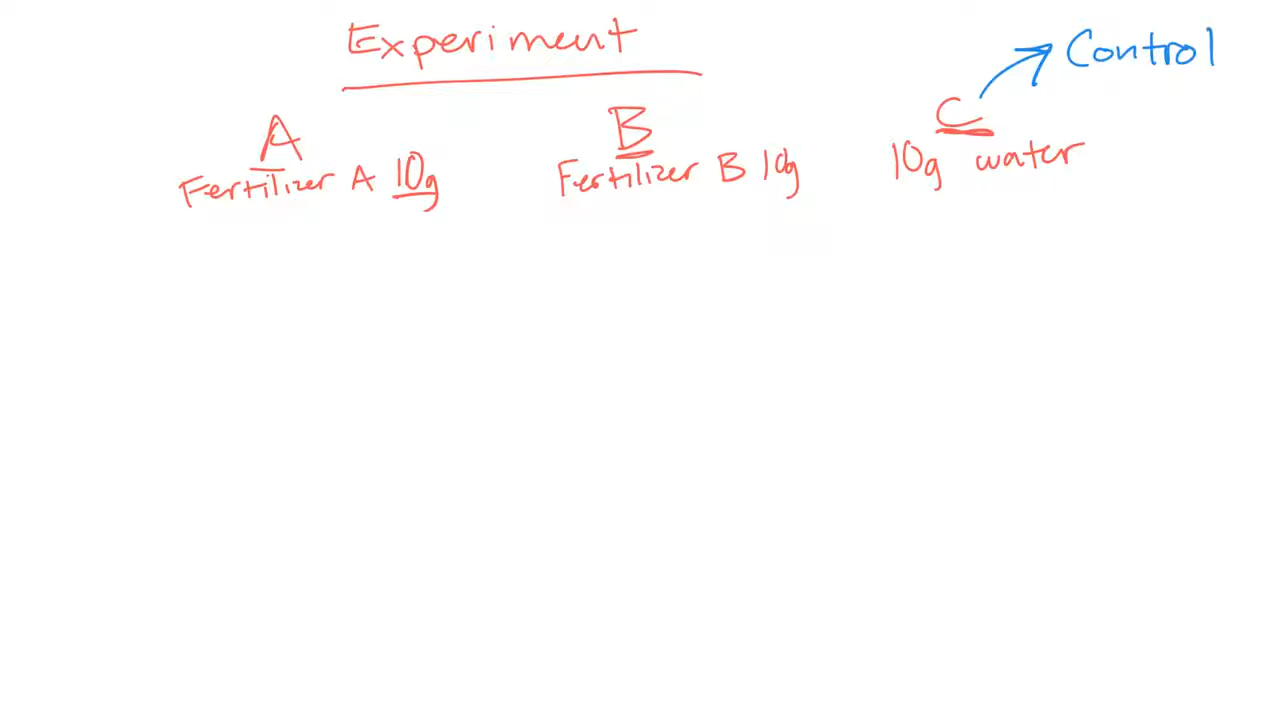 Experiment
Control
A
B
C
Fertilizer A 10g
Fertilizer B 10g
10g water